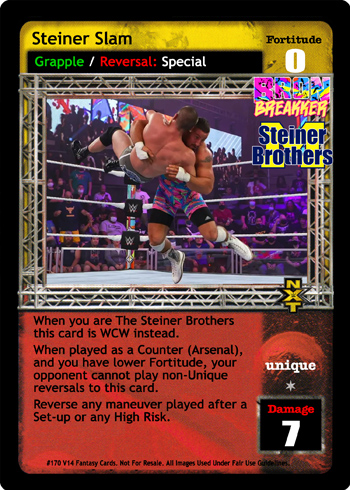 Steiner Slam
Fortitude
0
Grapple / Reversal: Special
BRON
BREAKKER
Steiner
Brothers
NXT
When you are The Steiner Brothers
this card is WCW instead.
When played as a Counter (Arsenal),
and you have lower Fortitude, your
opponent cannot play non-Unique
reversals to this card.
Reverse any maneuver played after a
Set-up or any High Risk.
unique
Damage
7
#170 V14 Fantasy Cards. Not For Resale. All Images Used Under Fair Use Guidelines.